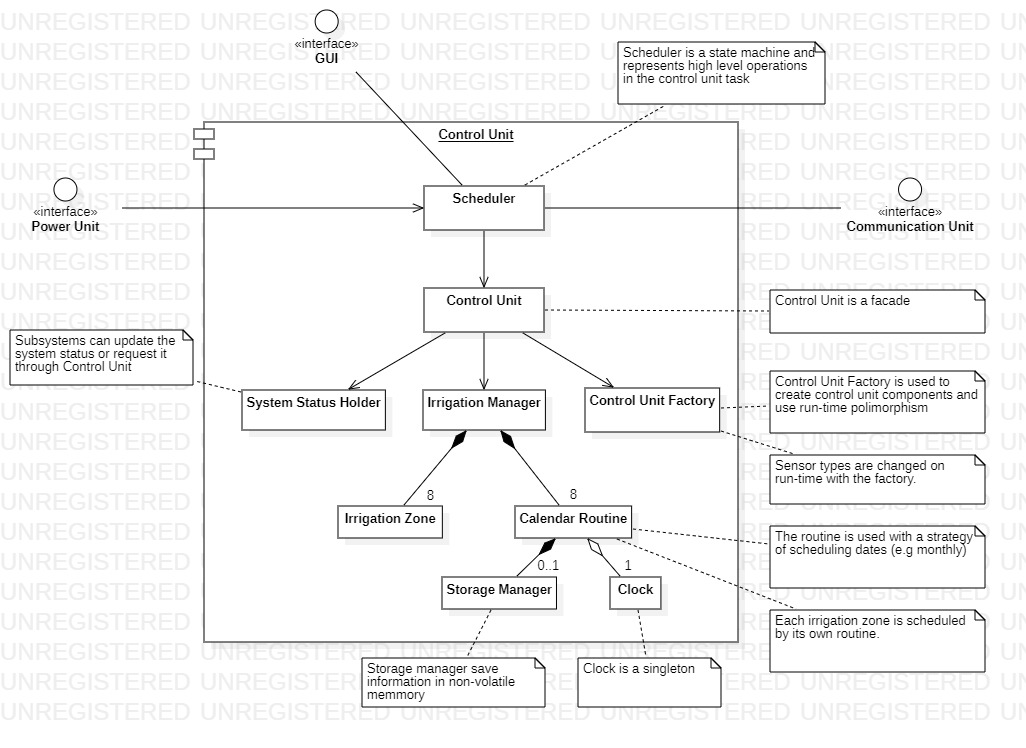 «interface»
GUI
Scheduler is a state machine and
represents high level operations
in the control unit task
Control Unit
«interface»
Power Unit
Scheduler
«interface»
Communication Unit
Control Unit
Control Unit is a facade
Subsystems can update the
system status or request it
through Control Unit
System Status Holder
Irrigation Manager
Control Unit Factory
Control Unit Factory is used to
create control unit components and
use run-time polimorphism
Sensor types are changed on
run-time with the factory.
8
8
Irrigation Zone
Calendar Routine
The routine is used with a strategy
of scheduling dates (e.g monthly)
0..1
1
Storage Manager
Clock
Each irrigation zone is scheduled
by its own routine.
Storage manager save
information in non-volatile
memmory
Clock is a singleton
UNREGISTERED